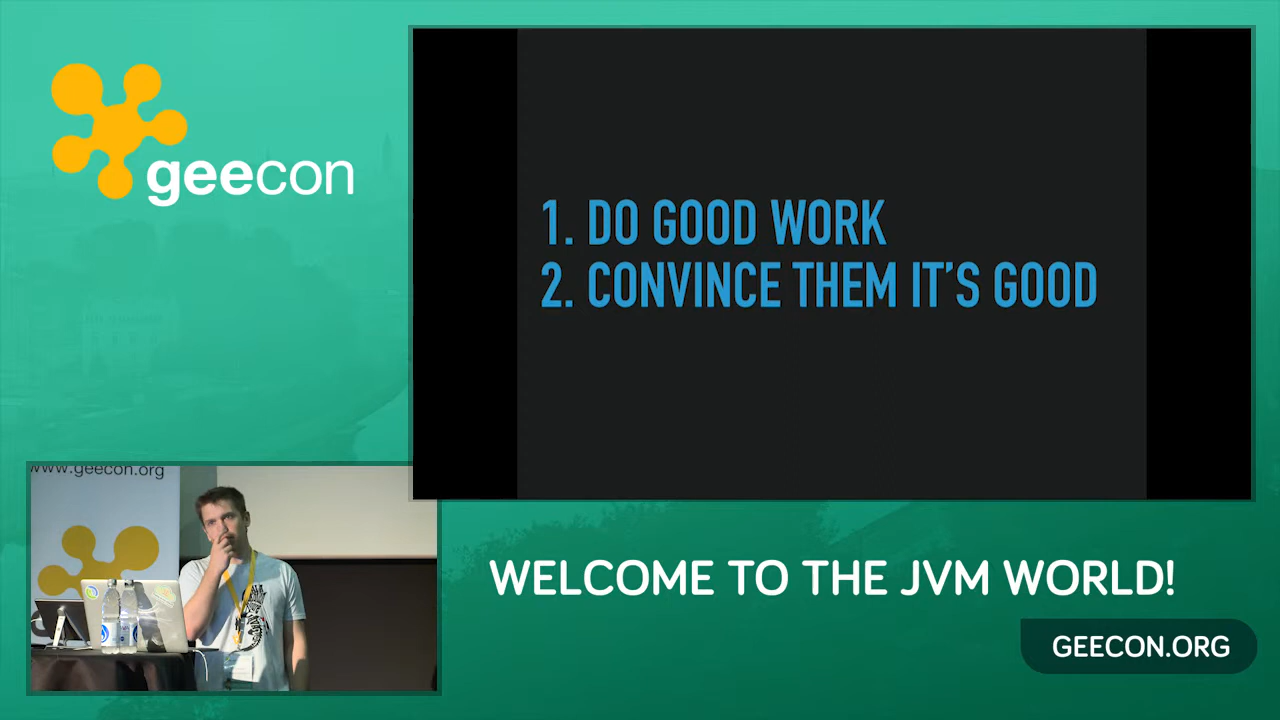 geecon
1. DO GOOD WORK
2. CONVINCE THEM IT'S GOOD
www.geecon.org
WELCOME TO THE JVM WORLD!
GEECON.ORG